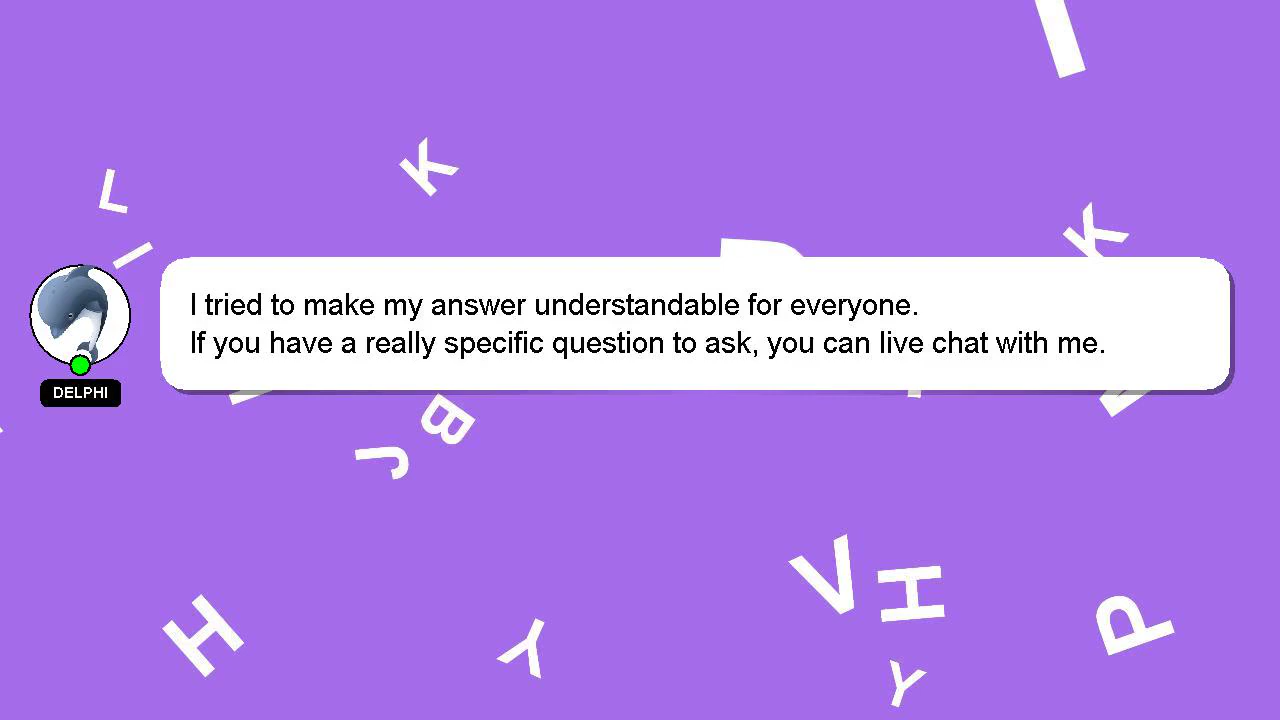 I
K
L
K
I
I tried to make my answer understandable for everyone.
If you have a really specific question to ask, you can live chat with me.
DELPHI
B
J
V
H
H
P
Y
Y